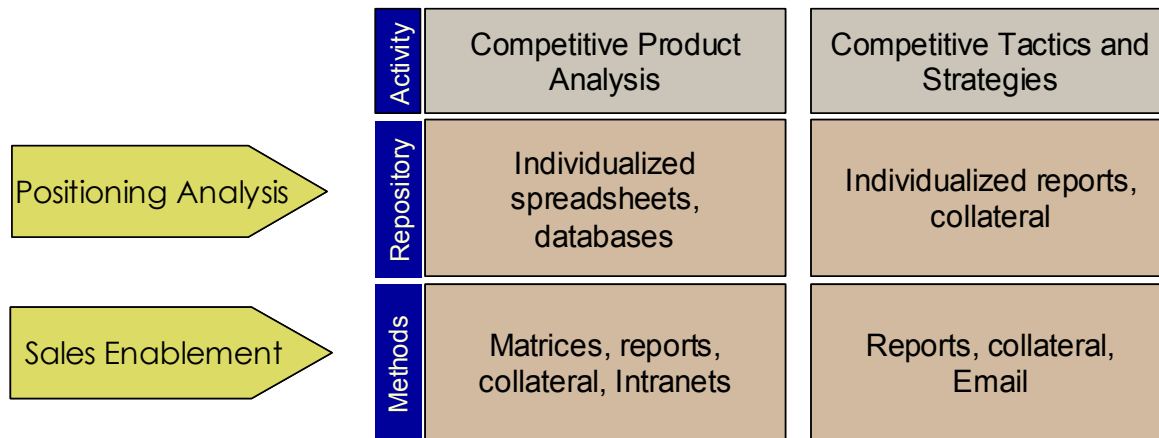 Activity
Competitive Product
Analysis
Competitive Tactics and
Strategies
Positioning Analysis
Repository
Individualized
spreadsheets,
databases
Individualized reports,
collateral
Sales Enablement
Methods
Matrices, reports,
collateral, Intranets
Reports, collateral,
Email